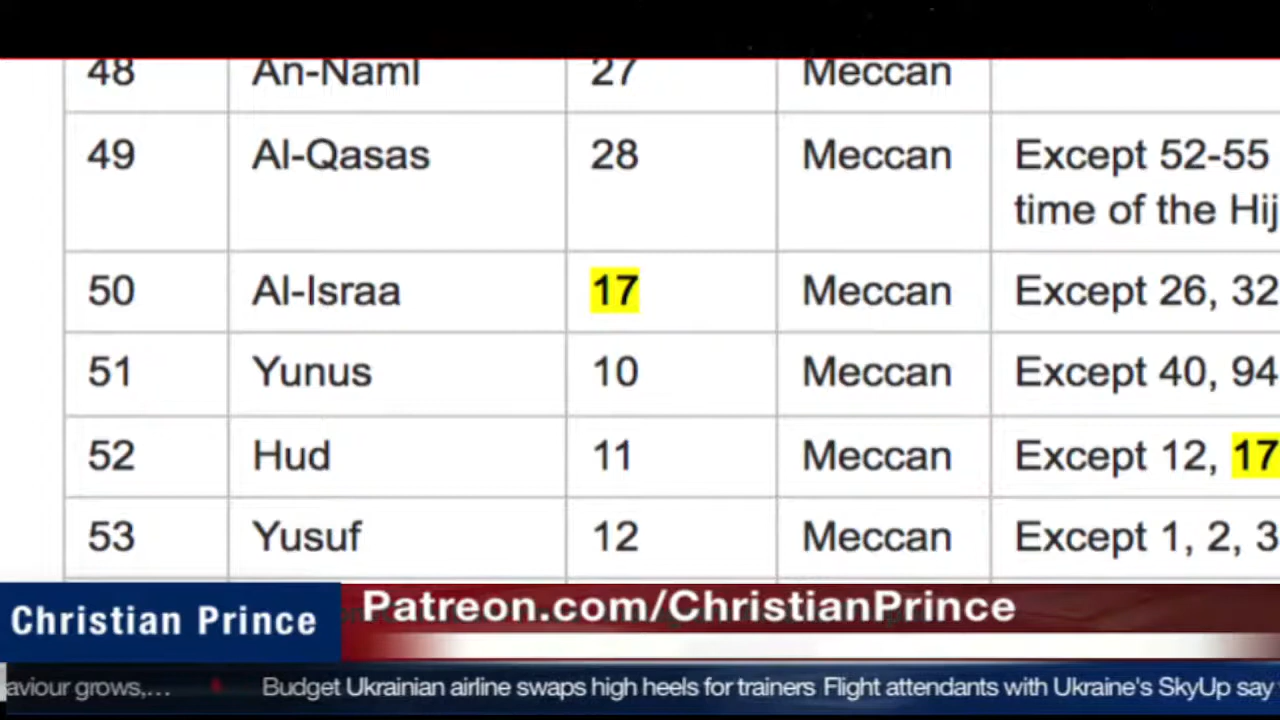 48 An-Naml 27 Meccan
49 Al-Qasas 28 Meccan Except 52-55
time of the Hij
50 Al-Israa 17 Meccan Except 26, 32
51 Yunus 10 Meccan Except 40, 94
52 Hud 11 Meccan Except 12, 17
53 Yusuf 12 Meccan Except 1, 2, 3
Christian Prince
Patreon.com/ChristianPrince
aviour grows,... Budget Ukrainian airline swaps high heels for trainers Flight attendants with Ukraine's SkyUp say